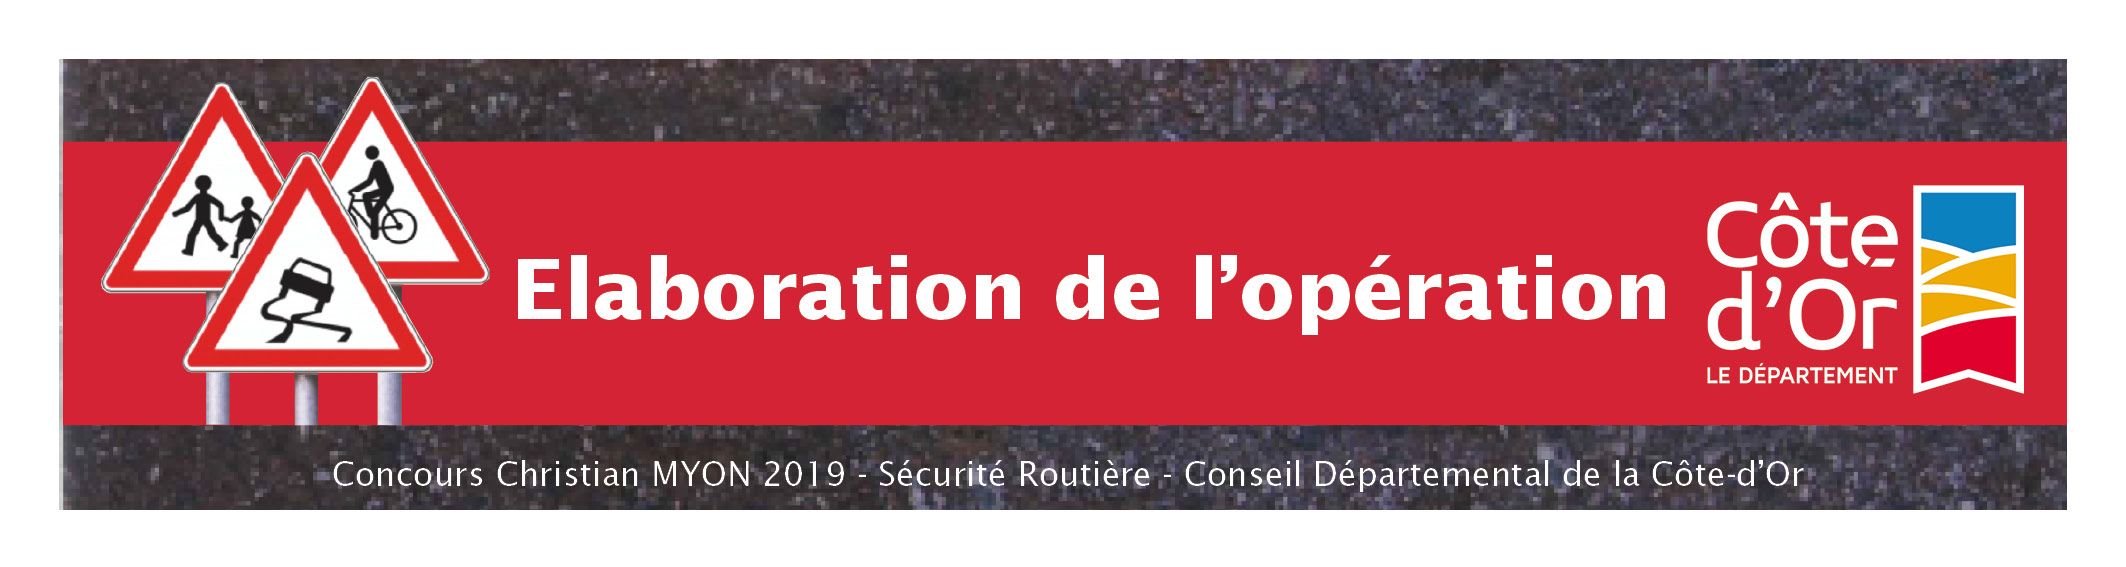 Elaboration de l’opération
Côte
d’Or
LE DÉPARTEMENT
Concours Christian MYON 2019 - Sécurité Routière - Conseil Départemental de la Côte-d’Or